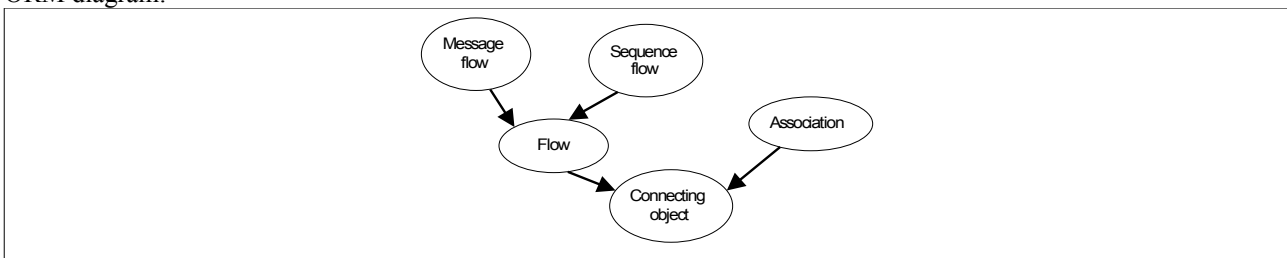 ORM diagram:
Message
flow
Sequence
flow
Association
Flow
Connecting
object